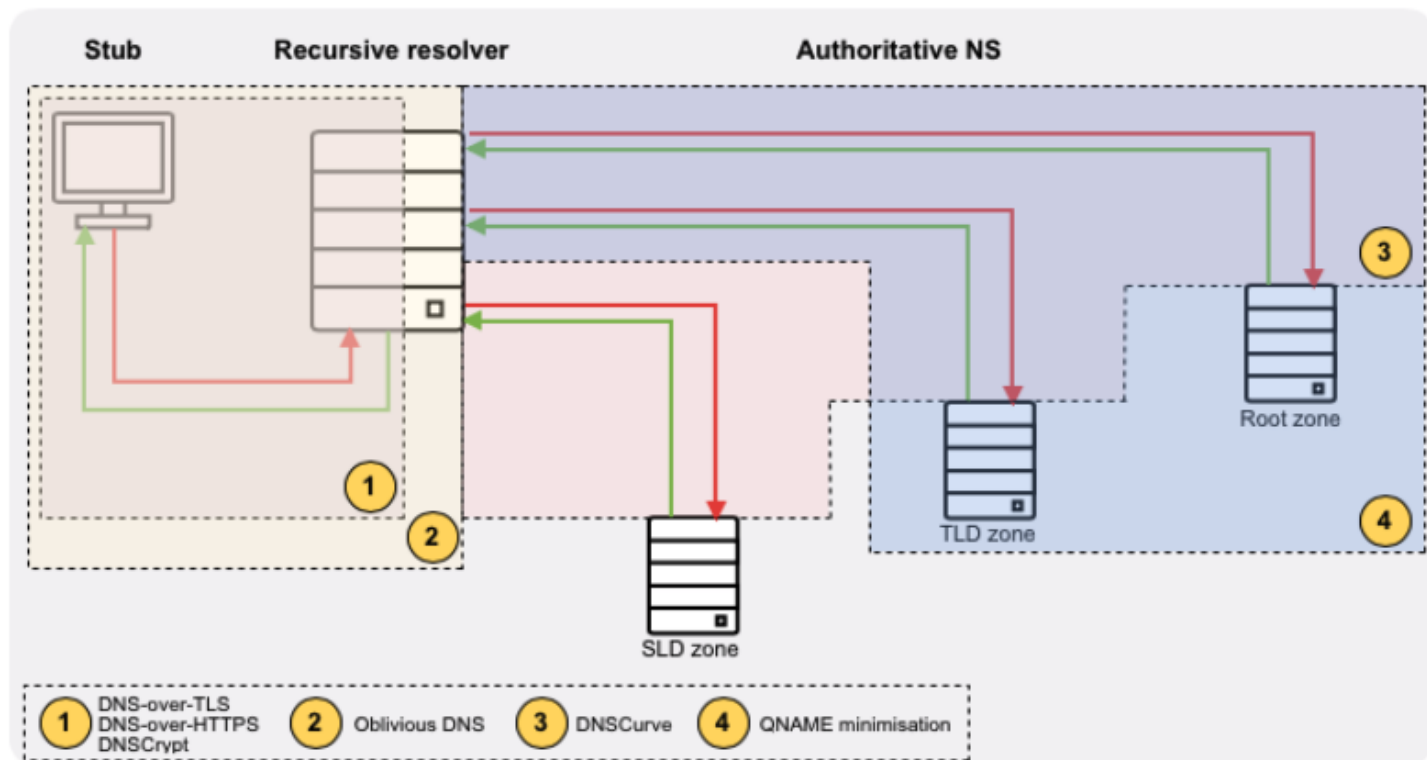 Stub
Recursive resolver
Authoritative NS
3
Root zone
1
2
TLD zone
4
SLD zone
1
DNS-over-TLS
DNS-over-HTTPS
DNSCrypt
2
Oblivious DNS
3
DNSCurve
4
QNAME minimisation